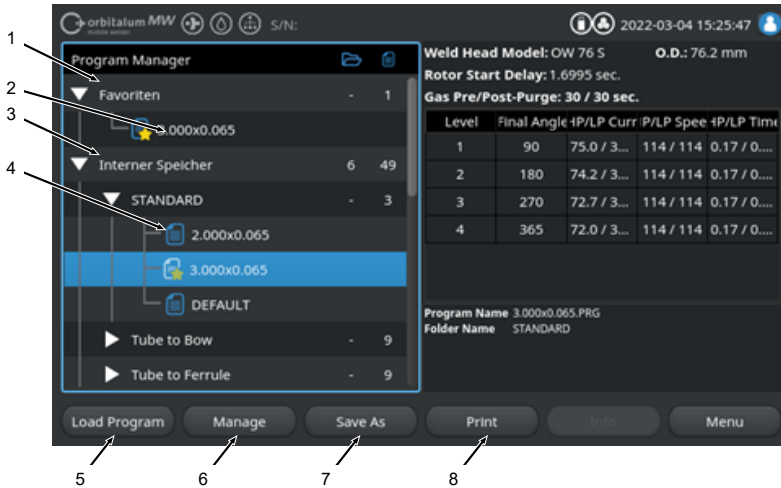 orbitalum MW
mobile welder
S/N:
2022-03-04 15:25:47
1
2
3
4
Program Manager
Favoriten - 1
3.000x0.065
Interner Speicher 6 49
STANDARD - 3
2.000x0.065
3.000x0.065
DEFAULT
Tube to Bow - 9
Tube to Ferrule - 9
Weld Head Model: OW 76 S O.D.: 76.2 mm
Rotor Start Delay: 1.6995 sec.
Gas Pre/Post-Purge: 30 / 30 sec.
Level Final Angle HP/LP Curr IP/LP Spee HP/LP Time
1 90 75.0 / 3... 114 / 114 0.17 / 0....
2 180 74.2 / 3... 114 / 114 0.17 / 0....
3 270 72.7 / 3... 114 / 114 0.17 / 0....
4 365 72.0 / 3... 114 / 114 0.17 / 0....
Program Name 3.000x0.065.PRG
Folder Name STANDARD
Load Program Manage Save As Print Info Menu
5 6 7 8